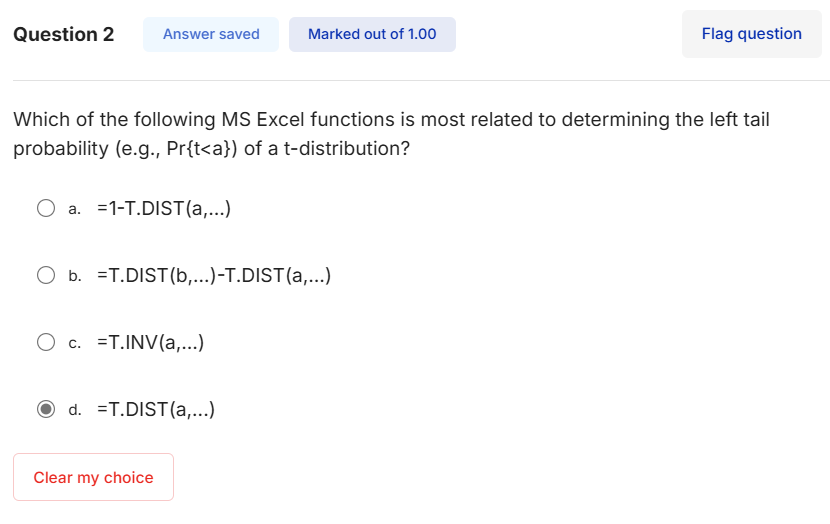 Question 2 Answer saved Marked out of 1.00 Flag question
Which of the following MS Excel functions is most related to determining the left tail
probability (e.g., Pr{t<a}) of a t-distribution?
a. =1-T.DIST(a,...)
b. =T.DIST(b,...)-T.DIST(a,...)
c. =T.INV(a,...)
d. =T.DIST(a,...)
Clear my choice